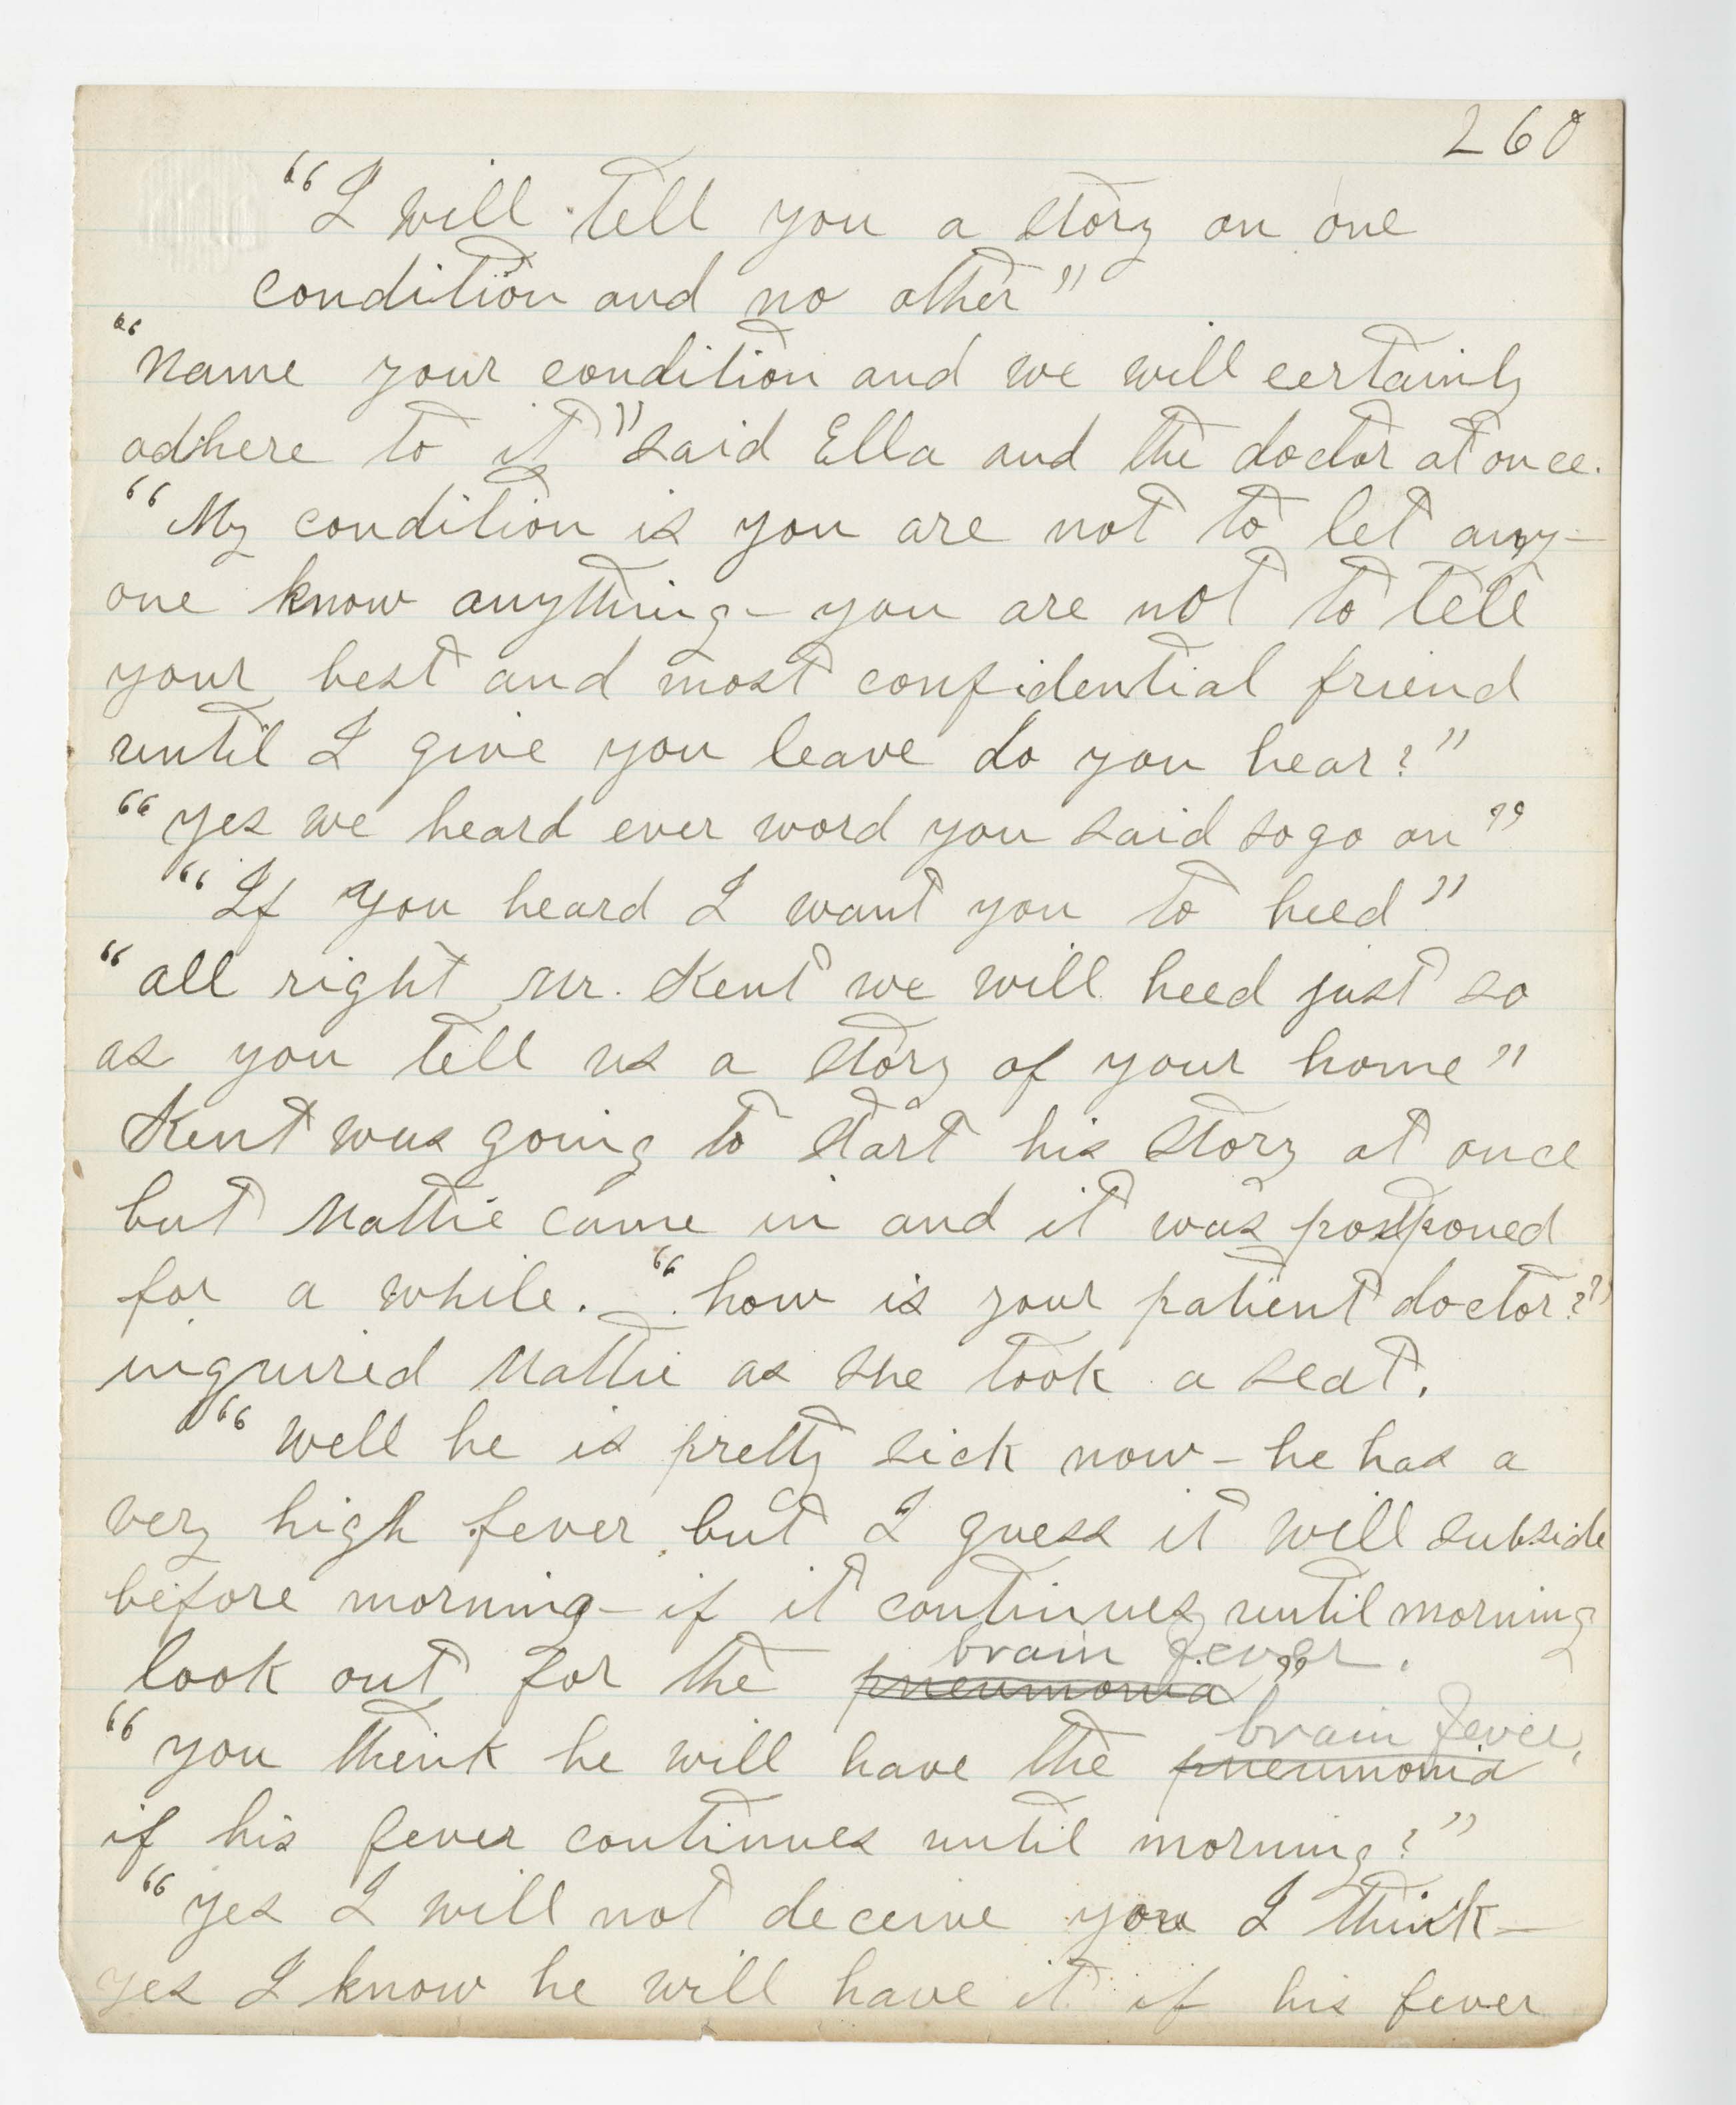 260
"I will tell you a story on one
condition and no other"
"Name your condition and we will certainly
adhere to it" said Ella and the doctor at once.
"My condition is you are not to let any-
one know anything - you are not to tell
your best and most confidential friend
until I give you leave do you hear?"
"yes we heard ever word you said so go on"
"If you heard I want you to heed"
"all right Mr. Kent we will heed just so
as you tell us a story of your home"
Kent was going to start his story at once
but Mattie came in and it was postponed
for a while. - "how is your patient doctor?"
inquired Mattie as she took a seat.
"well he is pretty sick now - he has a
very high fever but I guess it will subside
before morning - if it continues until morning
brain fever.
look out for the pneumonia"
brain fever,
"you think he will have the pneumonia
if his fever continues until morning?"
"yes I will not deceive you I think -
yes I know he will have it if his fever